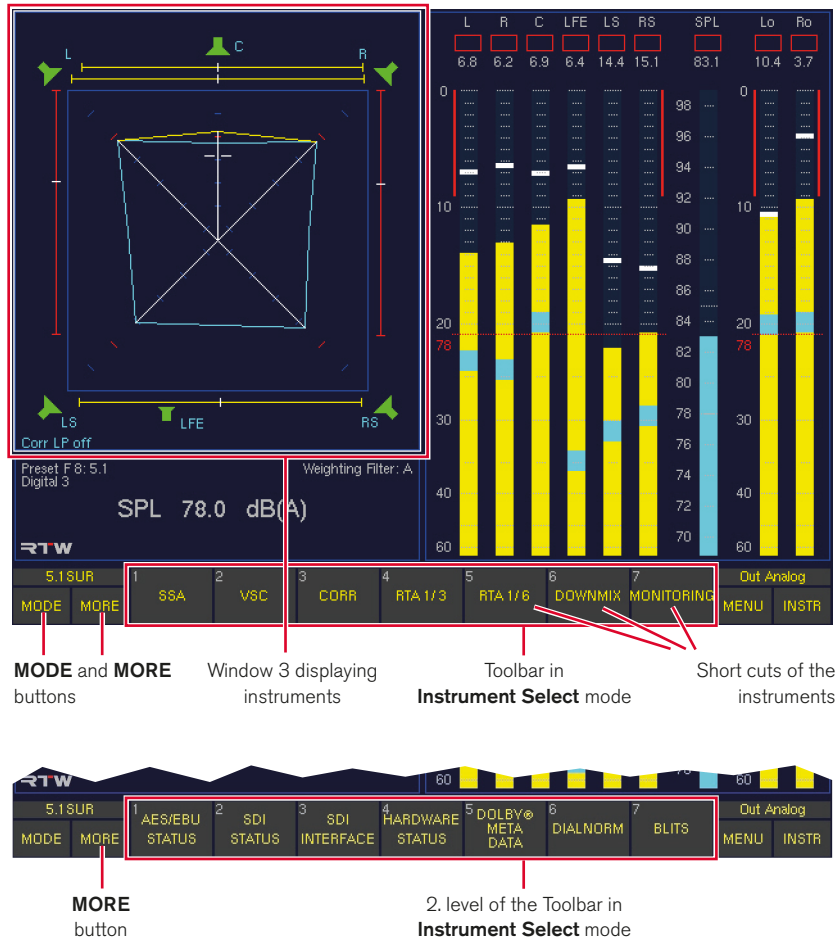 L R C LFE LS RS SPL Lo Ro
6.8 6.2 6.9 6.4 14.4 15.1 83.1 10.4 3.7
L C R
LS LFE RS
Corr LP off
0
10
20
78
30
40
60
98
96
94
92
90
88
86
84
82
80
78
76
74
72
70
0
10
20
78
30
40
60
Preset F 8: 5.1 Weighting Filter: A
Digital 3
SPL 78.0 dB(A)
RTW
5.1SUR
MODE MORE
1 SSA
2 VSC
3 CORR
4 RTA 1/3
5 RTA 1/6
6 DOWNMIX
7 MONITORING
Out Analog
MENU INSTR
MODE and MORE
buttons
Window 3 displaying
instruments
Toolbar in
Instrument Select mode
Short cuts of the
instruments
RTW
60 60
5.1SUR
MODE MORE
1 AES/EBU
STATUS
2 SDI
STATUS
3 SDI
INTERFACE
4 HARDWARE
STATUS
5 DOLBY®
META
DATA
6 DIALNORM
7 BLITS
Out Analog
MENU INSTR
MORE
button
2. level of the Toolbar in
Instrument Select mode